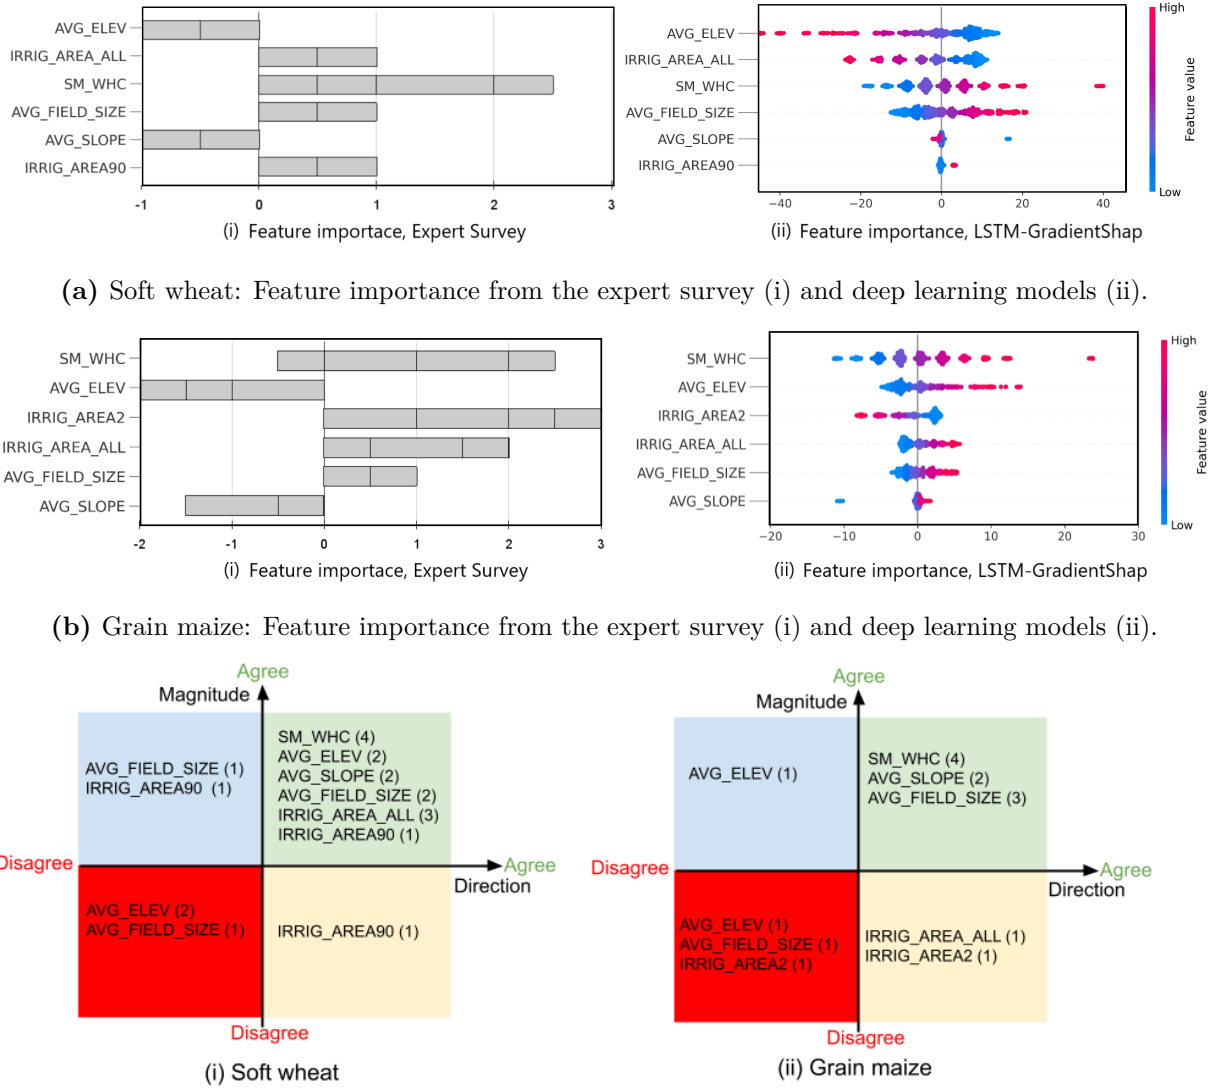 AVG_ELEV
IRRIG_AREA_ALL
SM_WHC
AVG_FIELD_SIZE
AVG_SLOPE
IRRIG_AREA90
-1 0 1 2 3
(i) Feature importace, Expert Survey
AVG_ELEV
IRRIG_AREA_ALL
SM_WHC
AVG_FIELD_SIZE
AVG_SLOPE
IRRIG_AREA90
−40 −20 0 20 40
(ii) Feature importance, LSTM-GradientShap
High
Feature value
Low
(a) Soft wheat: Feature importance from the expert survey (i) and deep learning models (ii).
SM_WHC
AVG_ELEV
IRRIG_AREA2
IRRIG_AREA_ALL
AVG_FIELD_SIZE
AVG_SLOPE
-2 -1 0 1 2 3
(i) Feature importace, Expert Survey
SM_WHC
AVG_ELEV
IRRIG_AREA2
IRRIG_AREA_ALL
AVG_FIELD_SIZE
AVG_SLOPE
−20 −10 0 10 20 30
(ii) Feature importance, LSTM-GradientShap
High
Feature value
Low
(b) Grain maize: Feature importance from the expert survey (i) and deep learning models (ii).
Agree
Magnitude
AVG_FIELD_SIZE (1)
IRRIG_AREA90 (1)
SM_WHC (4)
AVG_ELEV (2)
AVG_SLOPE (2)
AVG_FIELD_SIZE (2)
IRRIG_AREA_ALL (3)
IRRIG_AREA90 (1)
Disagree
Agree
Direction
AVG_ELEV (2)
AVG_FIELD_SIZE (1)
IRRIG_AREA90 (1)
Disagree
(i) Soft wheat
Agree
Magnitude
AVG_ELEV (1)
SM_WHC (4)
AVG_SLOPE (2)
AVG_FIELD_SIZE (3)
Disagree
Agree
Direction
AVG_ELEV (1)
AVG_FIELD_SIZE (1)
IRRIG_AREA2 (1)
IRRIG_AREA_ALL (1)
IRRIG_AREA2 (1)
Disagree
(ii) Grain maize